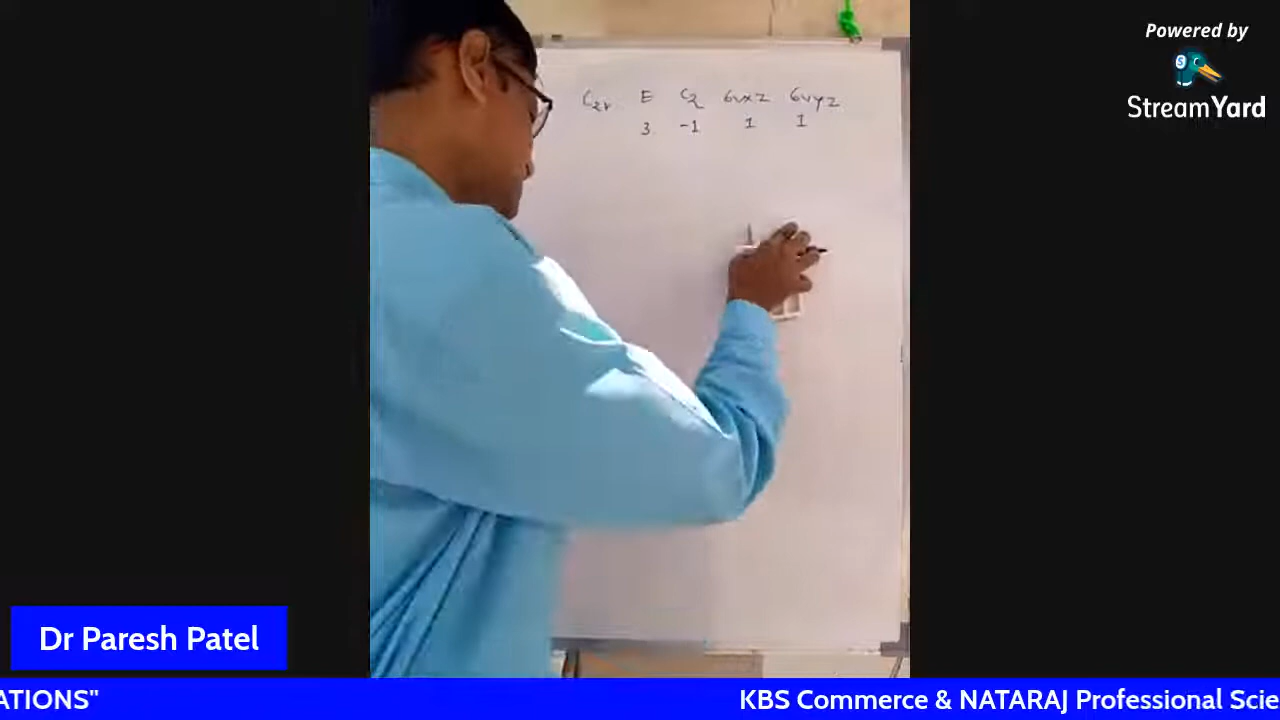 Powered by
StreamYard
C2v E C2 σvxz σvyz
3 -1 1 1
Dr Paresh Patel
ATIONS" KBS Commerce & NATARAJ Professional Scie